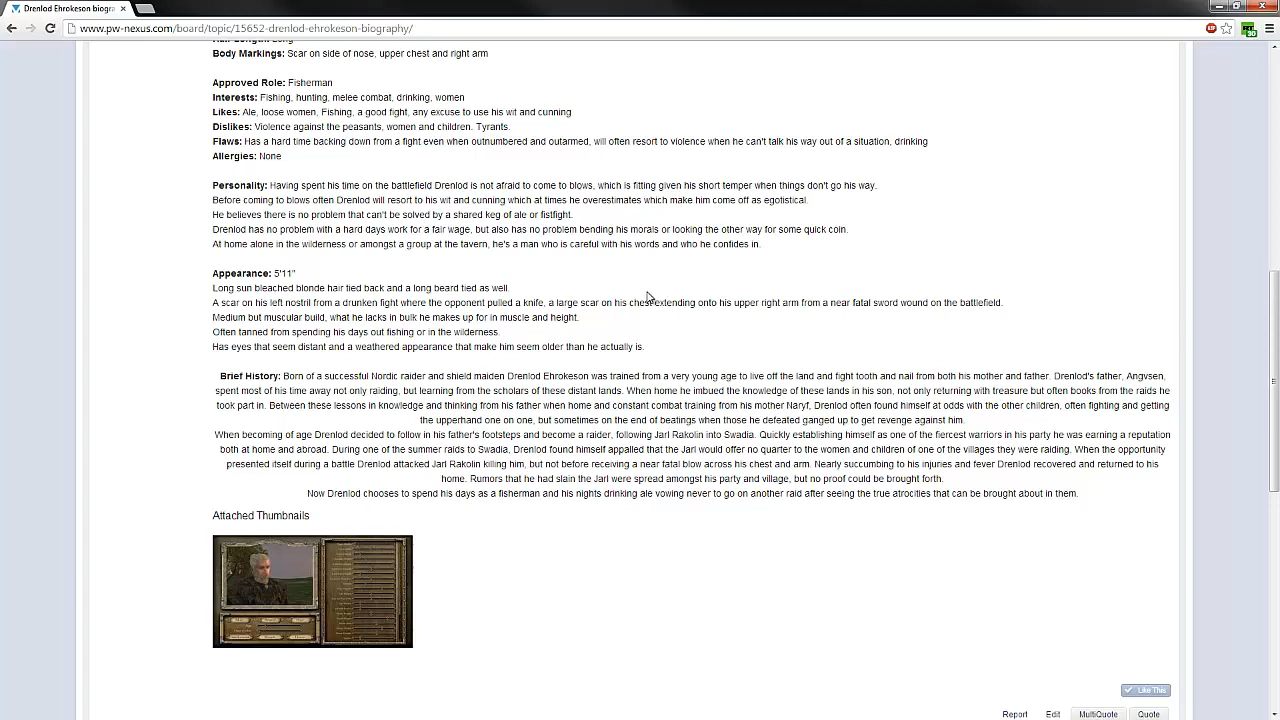 Drenlod Ehrokeson biogra
www.pw-nexus.com/board/topic/15652-drenlod-ehrokeson-biography/
Body Markings: Scar on side of nose, upper chest and right arm
Approved Role: Fisherman
Interests: Fishing, hunting, melee combat, drinking, women
Likes: Ale, loose women, Fishing, a good fight, any excuse to use his wit and cunning
Dislikes: Violence against the peasants, women and children. Tyrants.
Flaws: Has a hard time backing down from a fight even when outnumbered and outarmed, will often resort to violence when he can't talk his way out of a situation, drinking
Allergies: None
Personality: Having spent his time on the battlefield Drenlod is not afraid to come to blows, which is fitting given his short temper when things don't go his way.
Before coming to blows often Drenlod will resort to his wit and cunning which at times he overestimates which make him come off as egotistical.
He believes there is no problem that can't be solved by a shared keg of ale or fistfight.
Drenlod has no problem with a hard days work for a fair wage, but also has no problem bending his morals or looking the other way for some quick coin.
At home alone in the wilderness or amongst a group at the tavern, he's a man who is careful with his words and who he confides in.
Appearance: 5'11"
Long sun bleached blonde hair tied back and a long beard tied as well.
A scar on his left nostril from a drunken fight where the opponent pulled a knife, a large scar on his chest extending onto his upper right arm from a near fatal sword wound on the battlefield.
Medium but muscular build, what he lacks in bulk he makes up for in muscle and height.
Often tanned from spending his days out fishing or in the wilderness.
Has eyes that seem distant and a weathered appearance that make him seem older than he actually is.
Brief History: Born of a successful Nordic raider and shield maiden Drenlod Ehrokeson was trained from a very young age to live off the land and fight tooth and nail from both his mother and father. Drenlod's father, Angvsen,
spent most of his time away not only raiding, but learning from the scholars of these distant lands. When home he imbued the knowledge of these lands in his son, not only returning with treasure but often books from the raids he
took part in. Between these lessons in knowledge and thinking from his father when home and constant combat training from his mother Naryf, Drenlod often found himself at odds with the other children, often fighting and getting
the upperhand one on one, but sometimes on the end of beatings when those he defeated ganged up to get revenge against him.
When becoming of age Drenlod decided to follow in his father's footsteps and become a raider, following Jarl Rakolin into Swadia. Quickly establishing himself as one of the fiercest warriors in his party he was earning a reputation
both at home and abroad. During one of the summer raids to Swadia, Drenlod found himself appalled that the Jarl would offer no quarter to the women and children of one of the villages they were raiding. When the opportunity
presented itself during a battle Drenlod attacked Jarl Rakolin killing him, but not before receiving a near fatal blow across his chest and arm. Nearly succumbing to his injuries and fever Drenlod recovered and returned to his
home. Rumors that he had slain the Jarl were spread amongst his party and village, but no proof could be brought forth.
Now Drenlod chooses to spend his days as a fisherman and his nights drinking ale vowing never to go on another raid after seeing the true atrocities that can be brought about in them.
Attached Thumbnails
Like This
Report Edit MultiQuote Quote